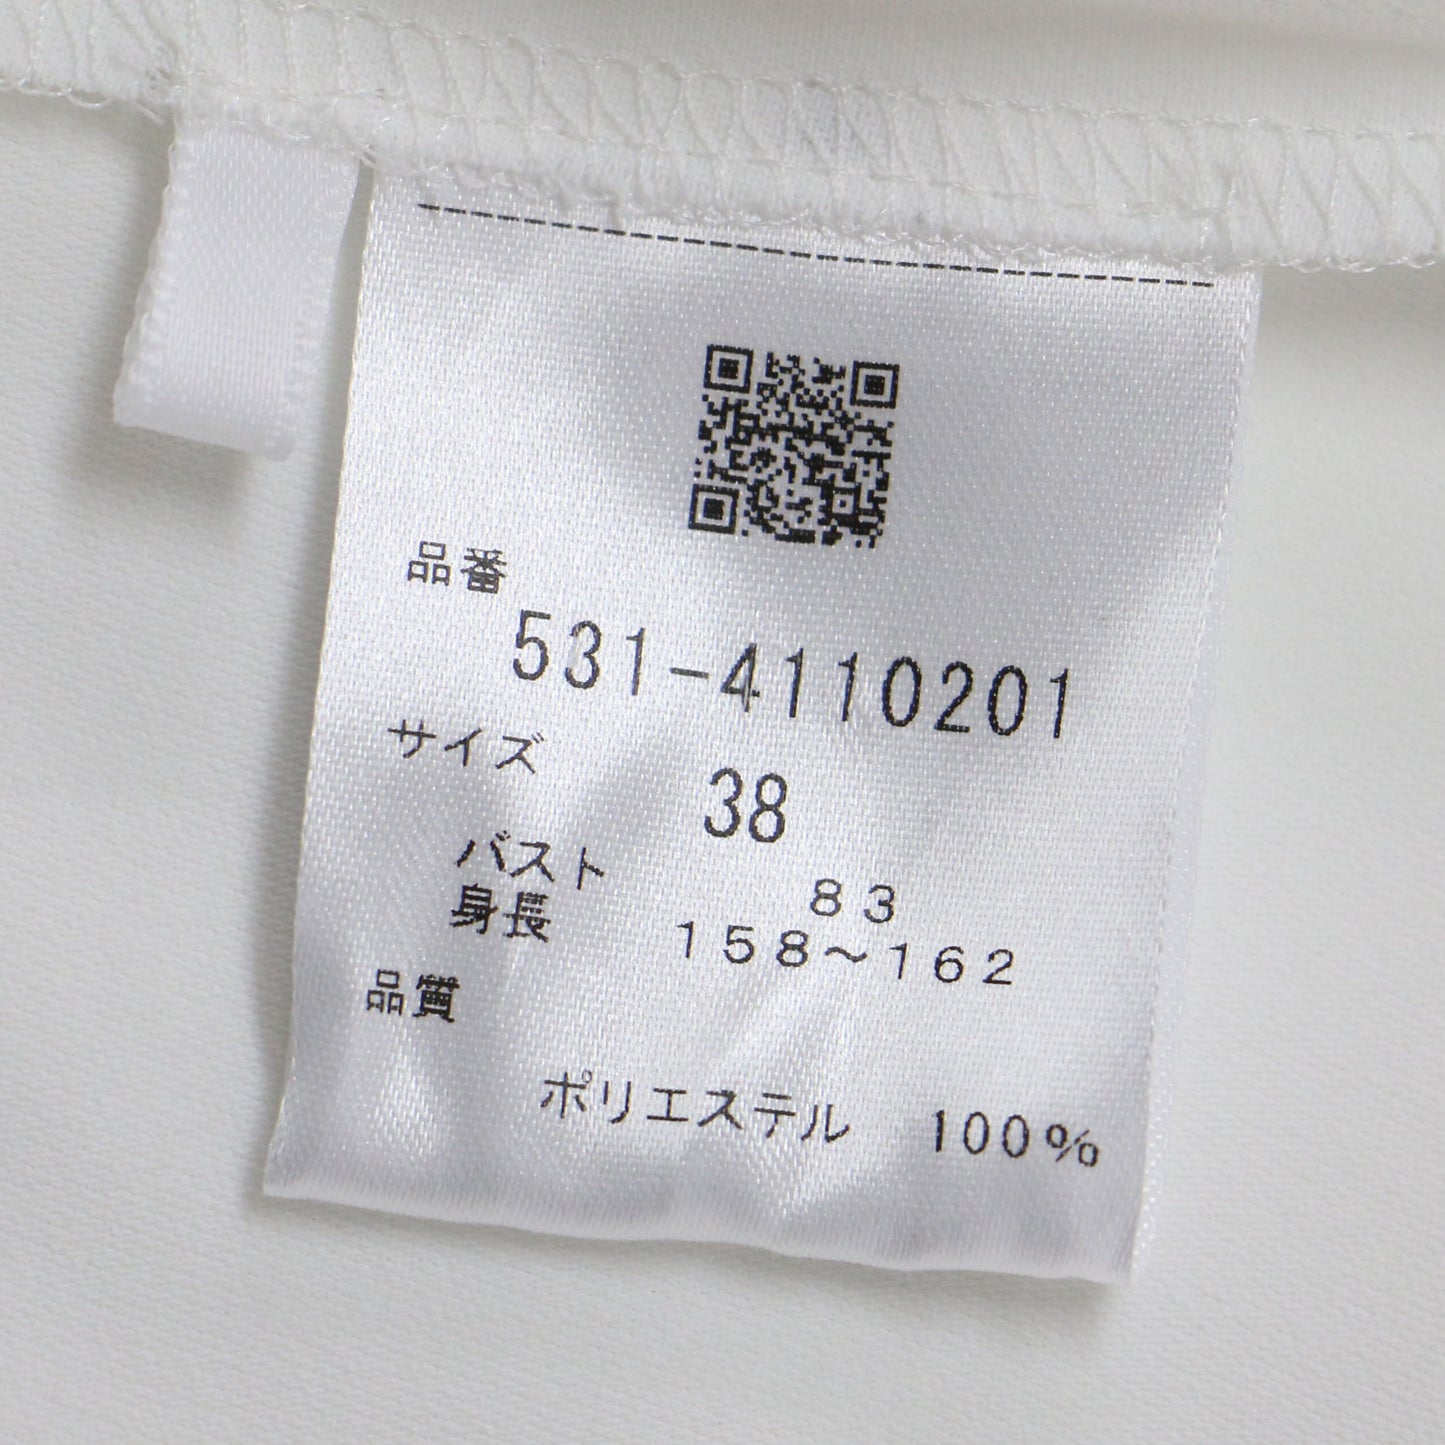 品番
531-4110201
サイズ 38
バスト 83
身長 158～162
品質
ポリエステル 100%